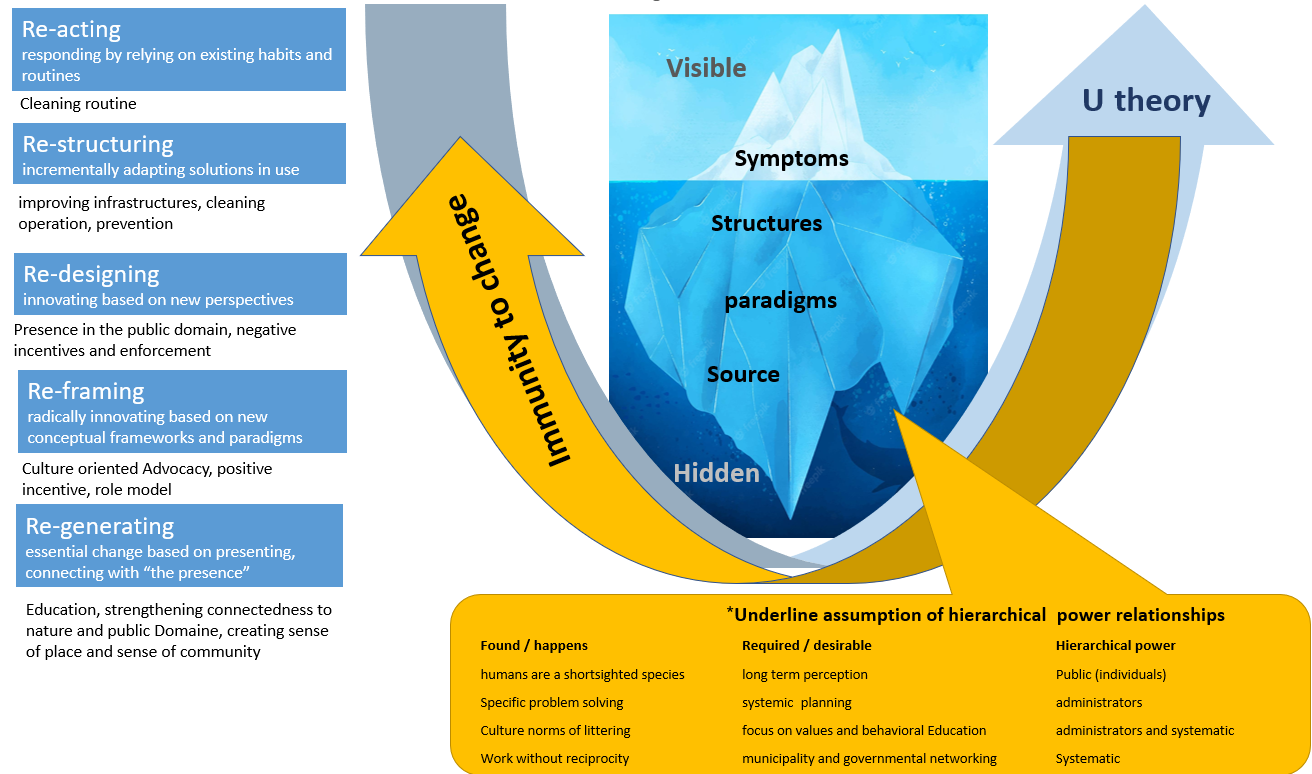 Re-acting
responding by relying on existing habits and
routines
Cleaning routine
Re-structuring
incrementally adapting solutions in use
improving infrastructures, cleaning
operation, prevention
Re-designing
innovating based on new perspectives
Presence in the public domain, negative
incentives and enforcement
Re-framing
radically innovating based on new
conceptual frameworks and paradigms
Culture oriented Advocacy, positive
incentive, role model
Re-generating
essential change based on presenting,
connecting with “the presence”
Education, strengthening connectedness to
nature and public Domaine, creating sense
of place and sense of community
Immunity to change
Visible
Symptoms
Structures
paradigms
Source
Hidden
U theory
*Underline assumption of hierarchical power relationships
Found / happens Required / desirable Hierarchical power
humans are a shortsighted species long term perception Public (individuals)
Specific problem solving systemic planning administrators
Culture norms of littering focus on values and behavioral Education administrators and systematic
Work without reciprocity municipality and governmental networking Systematic